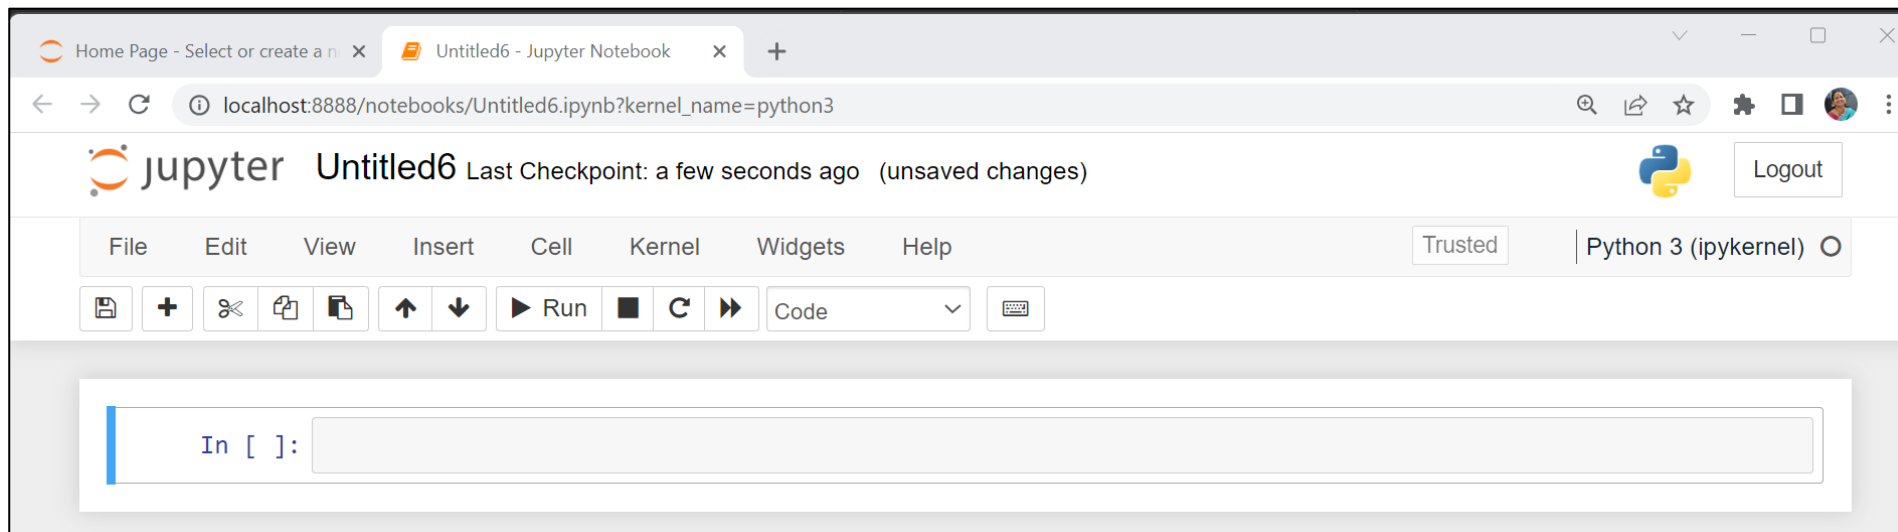 Home Page - Select or create a n
Untitled6 - Jupyter Notebook
localhost:8888/notebooks/Untitled6.ipynb?kernel_name=python3
jupyter Untitled6 Last Checkpoint: a few seconds ago (unsaved changes)
Logout
File Edit View Insert Cell Kernel Widgets Help Trusted Python 3 (ipykernel)
Run Code
In [ ]: